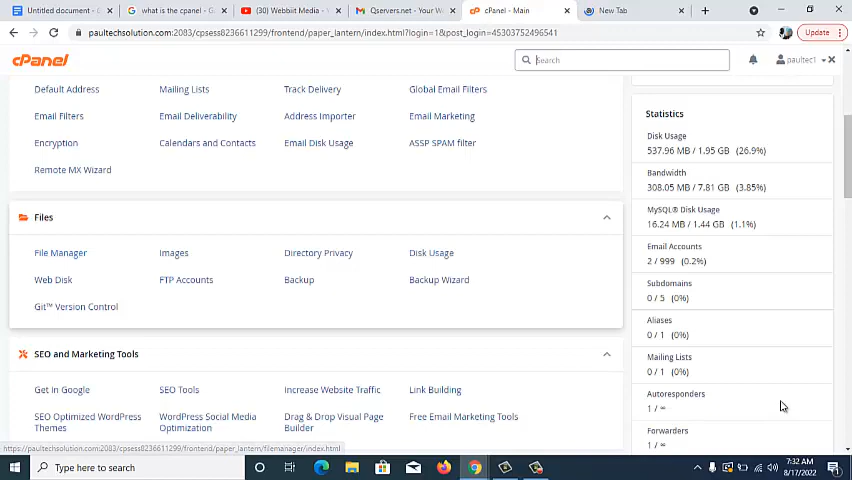 Untitled document - G
what is the cpanel - G
(30) Webbiit Media - Y
Qservers.net - Your W
cPanel - Main
New Tab
paultechsolution.com:2083/cpsess8236611299/frontend/paper_lantern/index.html?login=1&post_login=45303752496541
Update
cPanel
Search
paultec1
Default Address
Mailing Lists
Track Delivery
Global Email Filters
Email Filters
Email Deliverability
Address Importer
Email Marketing
Encryption
Calendars and Contacts
Email Disk Usage
ASSP SPAM filter
Remote MX Wizard
Files
File Manager
Images
Directory Privacy
Disk Usage
Web Disk
FTP Accounts
Backup
Backup Wizard
Git™ Version Control
SEO and Marketing Tools
Get In Google
SEO Tools
Increase Website Traffic
Link Building
SEO Optimized WordPress
Themes
WordPress Social Media
Optimization
Drag & Drop Visual Page
Builder
Free Email Marketing Tools
Statistics
Disk Usage
537.96 MB / 1.95 GB (26.9%)
Bandwidth
308.05 MB / 7.81 GB (3.85%)
MySQL® Disk Usage
16.24 MB / 1.44 GB (1.1%)
Email Accounts
2 / 999 (0.2%)
Subdomains
0 / 5 (0%)
Aliases
0 / 1 (0%)
Mailing Lists
0 / 1 (0%)
Autoresponders
1 / ∞
Forwarders
1 / ∞
https://paultechsolution.com:2083/cpsess8236611299/frontend/paper_lantern/filemanager/index.html
Type here to search
7:32 AM
8/17/2022
1